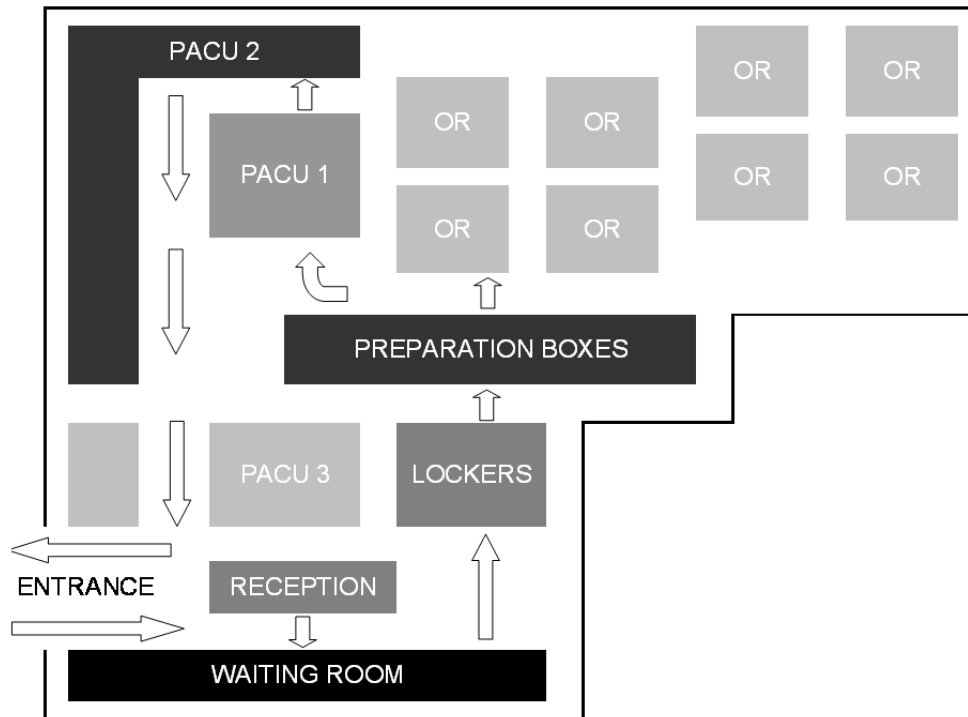 PACU 2
OR
OR
OR
OR
PACU 1
OR
OR
OR
OR
PREPARATION BOXES
PACU 3
LOCKERS
ENTRANCE
RECEPTION
WAITING ROOM